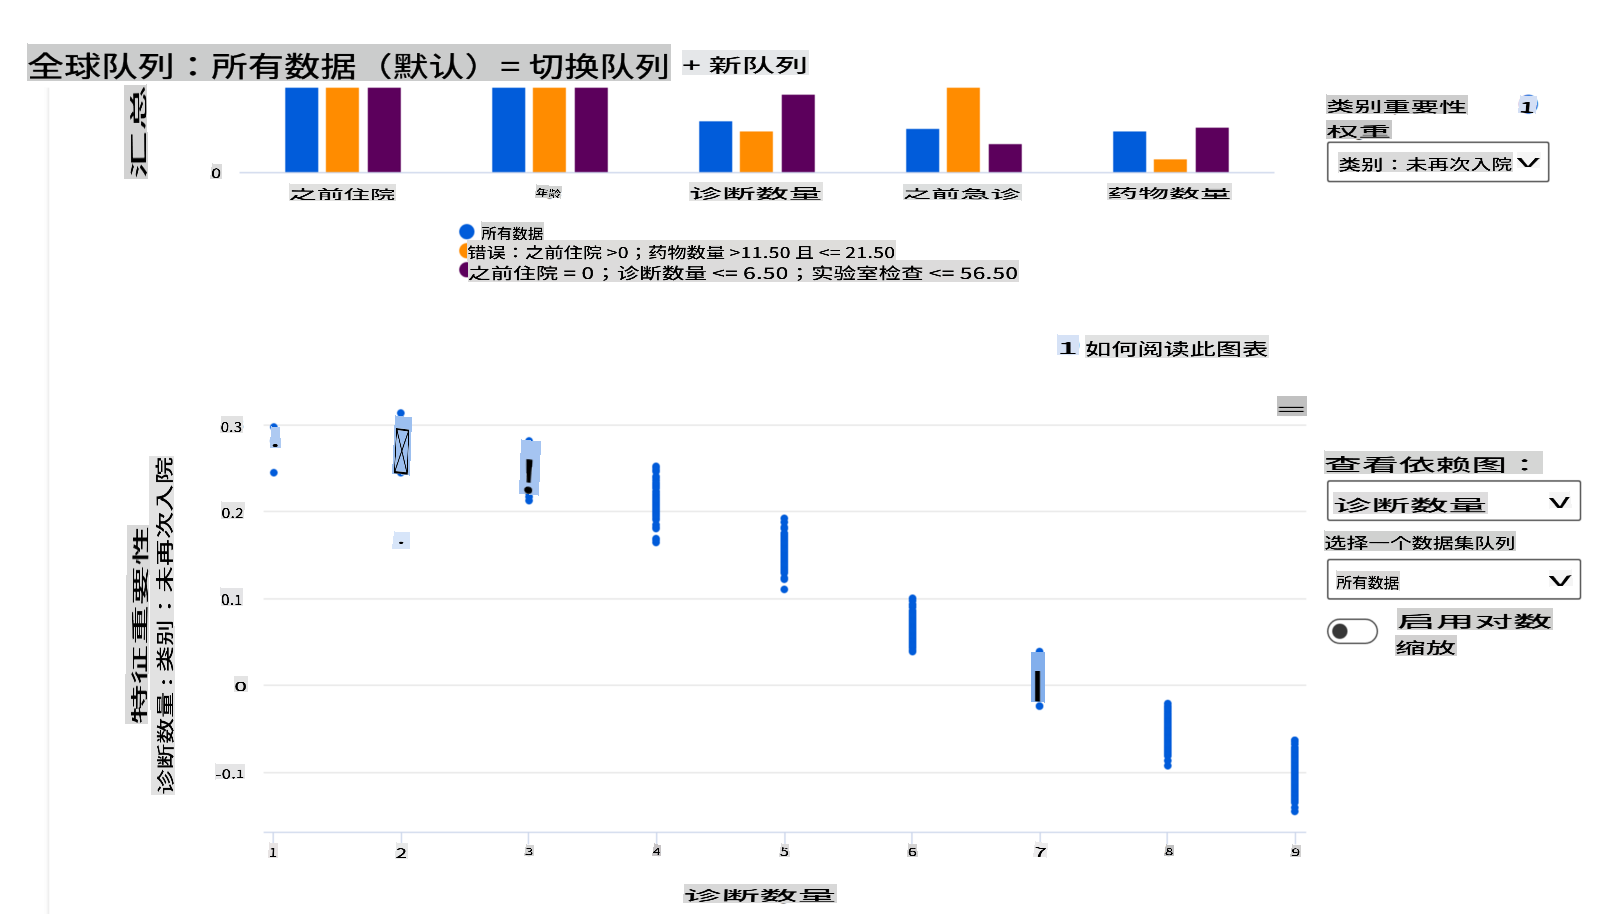 全球队列：所有数据（默认）= 切换队列 + 新队列
汇总
0
之前住院 年龄 诊断数量 之前急诊 药物数量
类别重要性 1
权重
类别：未再次入院
所有数据
错误：之前住院 >0；药物数量 >11.50 且 <= 21.50
之前住院 = 0；诊断数量 <= 6.50；实验室检查 <= 56.50
1 如何阅读此图表
特征重要性
诊断数量：类别：未再次入院
0.3
0.2
0.1
0
-0.1
1 2 3 4 5 6 7 8 9
诊断数量
查看依赖图：
诊断数量
选择一个数据集队列
所有数据
启用对数
缩放